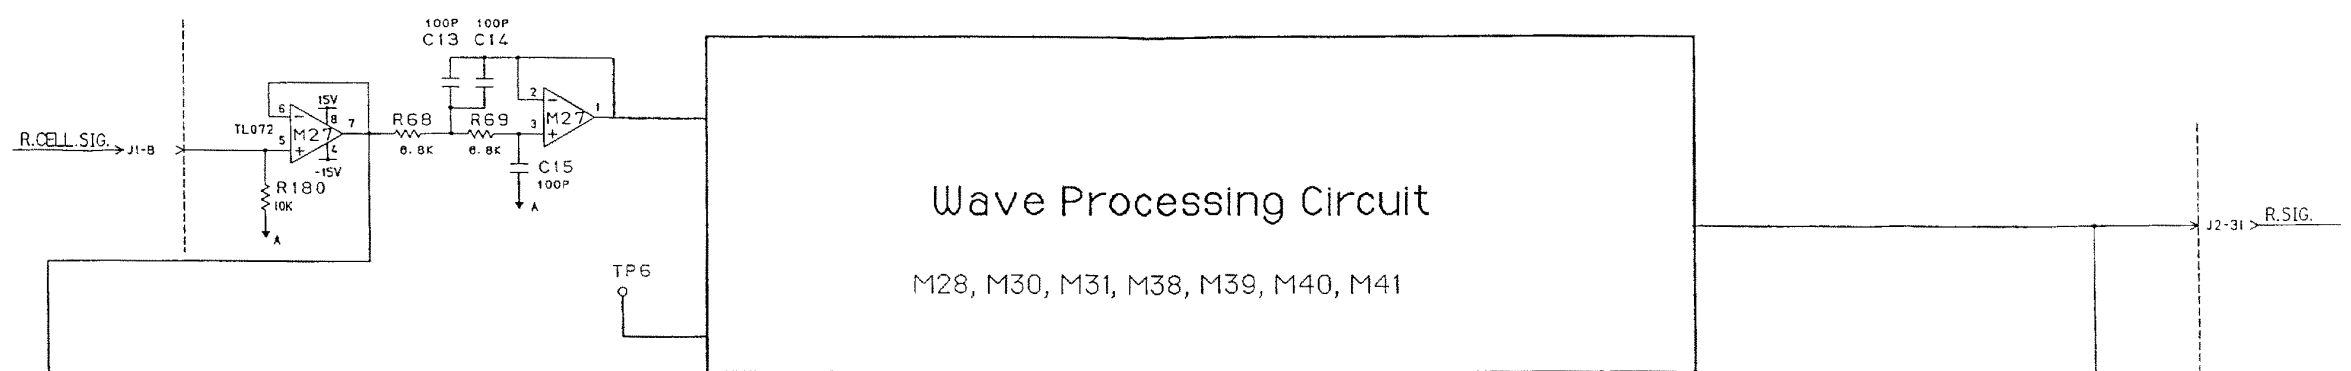 100P 100P
C13 C14
15V
6
8
2
1
TL072
M27
7
R68
R69
3
M27
R.CELL.SIG.
J1-8
5
4
6.8K
6.8K
-15V
C15
100P
R180
10K
A
A
Wave Processing Circuit
J2-31
R.SIG.
TP6
M28, M30, M31, M38, M39, M40, M41